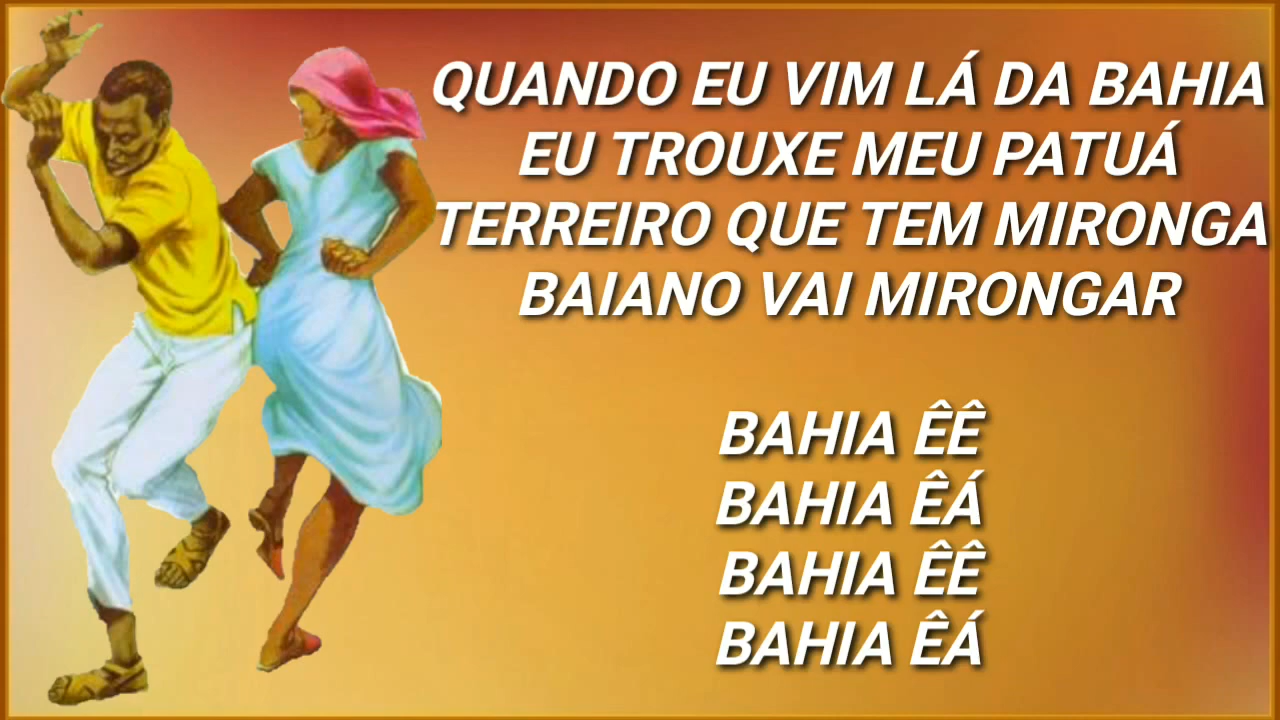 QUANDO EU VIM LÁ DA BAHIA
EU TROUXE MEU PATUÁ
TERREIRO QUE TEM MIRONGA
BAIANO VAI MIRONGAR
BAHIA ÊÊ
BAHIA ÊÁ
BAHIA ÊÊ
BAHIA ÊÁ